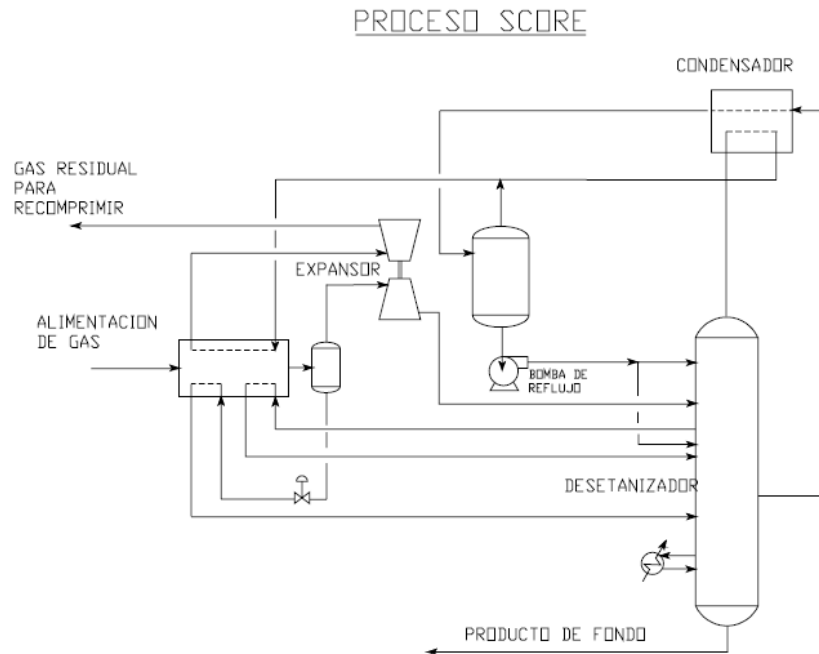 PROCESO SCORE
CONDENSADOR
GAS RESIDUAL
PARA
RECOMPRIMIR
EXPANSOR
ALIMENTACION
DE GAS
BOMBA DE
REFLUJO
DESETANIZADOR
PRODUCTO DE FONDO